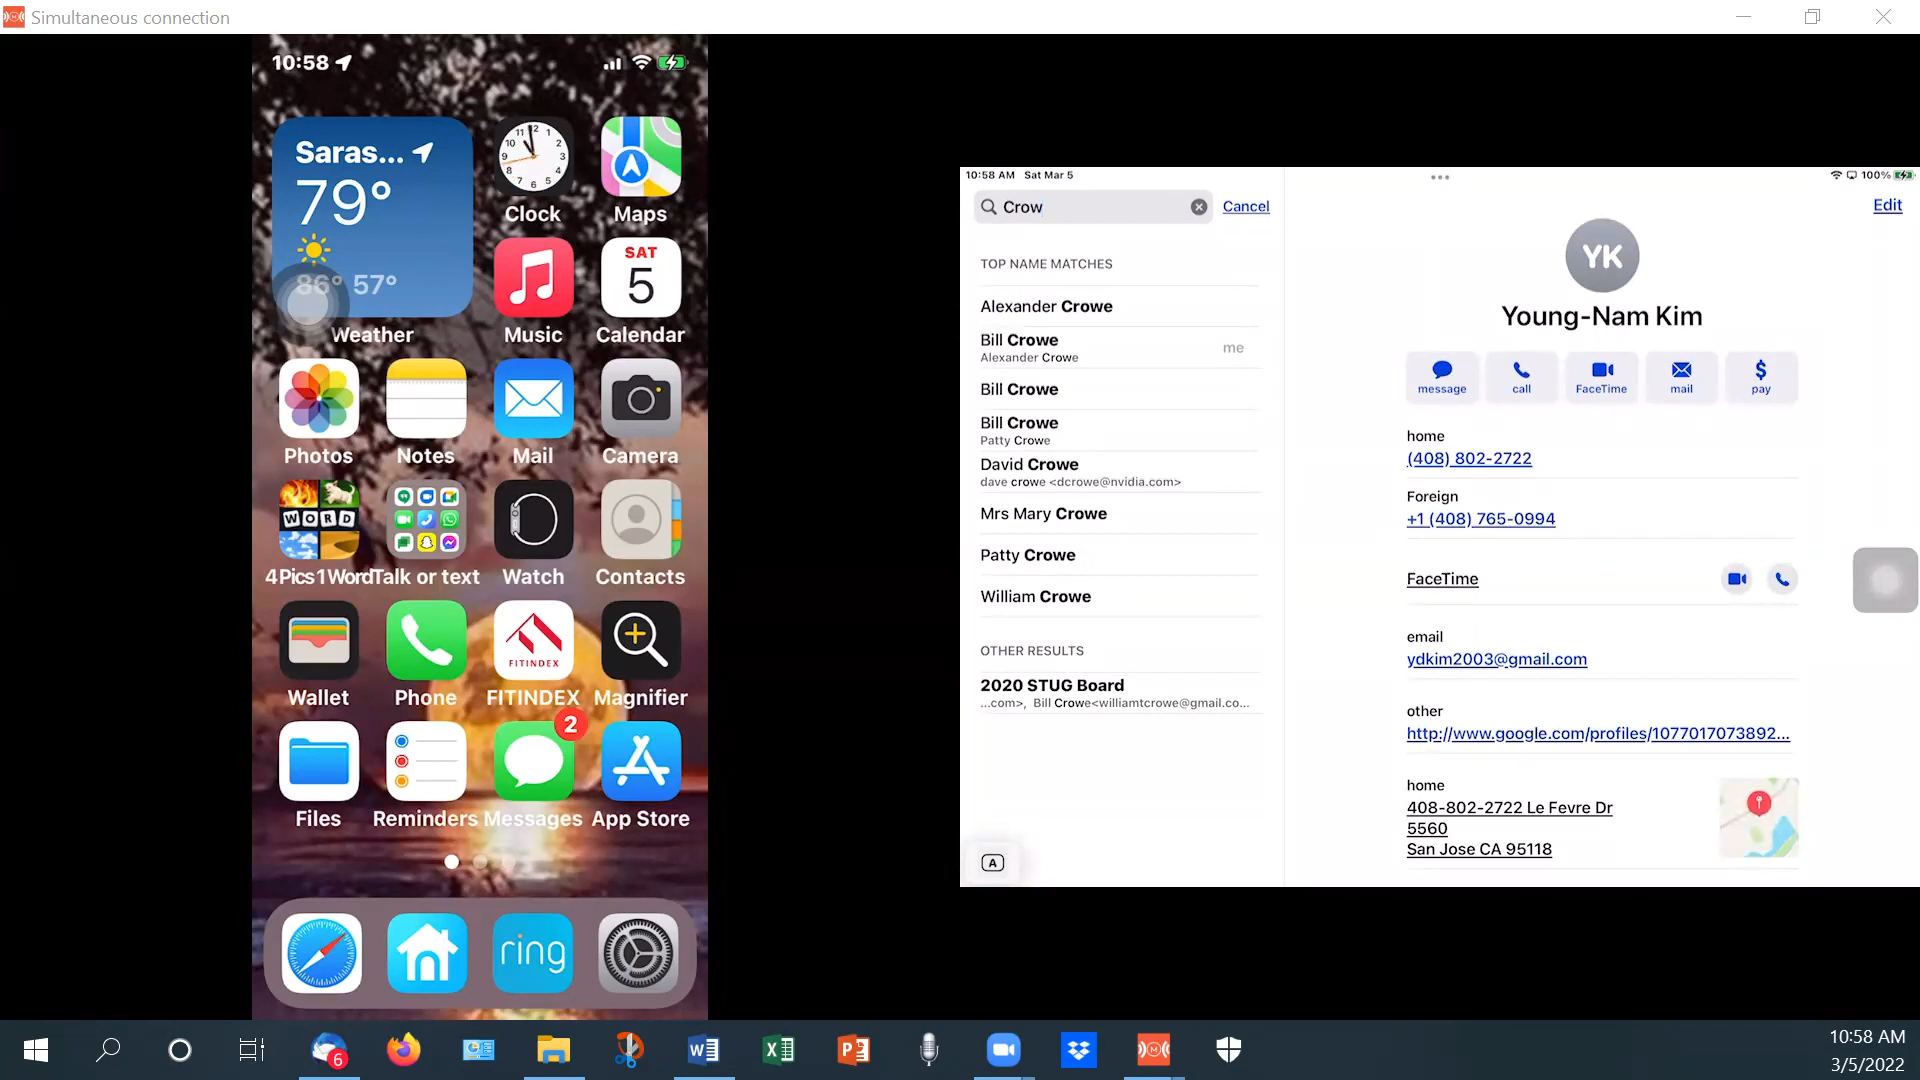 Simultaneous connection
10:58
Saras...
79°
86° 57°
Weather
Clock
Maps
Music
SAT
5
Calendar
Photos
Notes
Mail
Camera
WORD
4Pics1Word
Talk or text
Watch
Contacts
Wallet
Phone
FITINDEX
FITINDEX
Magnifier
Files
Reminders
2
Messages
App Store
ring
10:58 AM Sat Mar 5
100%
Crow
Cancel
TOP NAME MATCHES
Alexander Crowe
Bill Crowe
Alexander Crowe
me
Bill Crowe
Bill Crowe
Patty Crowe
David Crowe
dave crowe <dcrowe@nvidia.com>
Mrs Mary Crowe
Patty Crowe
William Crowe
OTHER RESULTS
2020 STUG Board
...com>, Bill Crowe<williamtcrowe@gmail.co...
A
Edit
YK
Young-Nam Kim
message
call
FaceTime
mail
$
pay
home
(408) 802-2722
Foreign
+1 (408) 765-0994
FaceTime
email
ydkim2003@gmail.com
other
http://www.google.com/profiles/1077017073892...
home
408-802-2722 Le Fevre Dr
5560
San Jose CA 95118
6
10:58 AM
3/5/2022